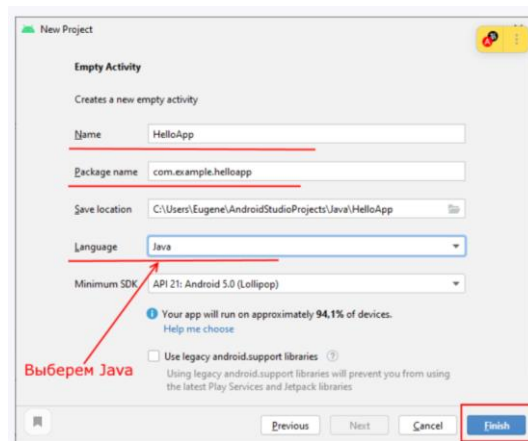 New Project
Empty Activity
Creates a new empty activity
Name HelloApp
Package name com.example.helloapp
Save location C:\Users\Eugene\AndroidStudioProjects\Java\HelloApp
Language Java
Minimum SDK API 21: Android 5.0 (Lollipop)
Your app will run on approximately 94,1% of devices.
Help me choose
Use legacy android.support libraries ?
Выберем Java
Using legacy android.support libraries will prevent you from using
the latest Play Services and Jetpack libraries
Previous Next Cancel Finish